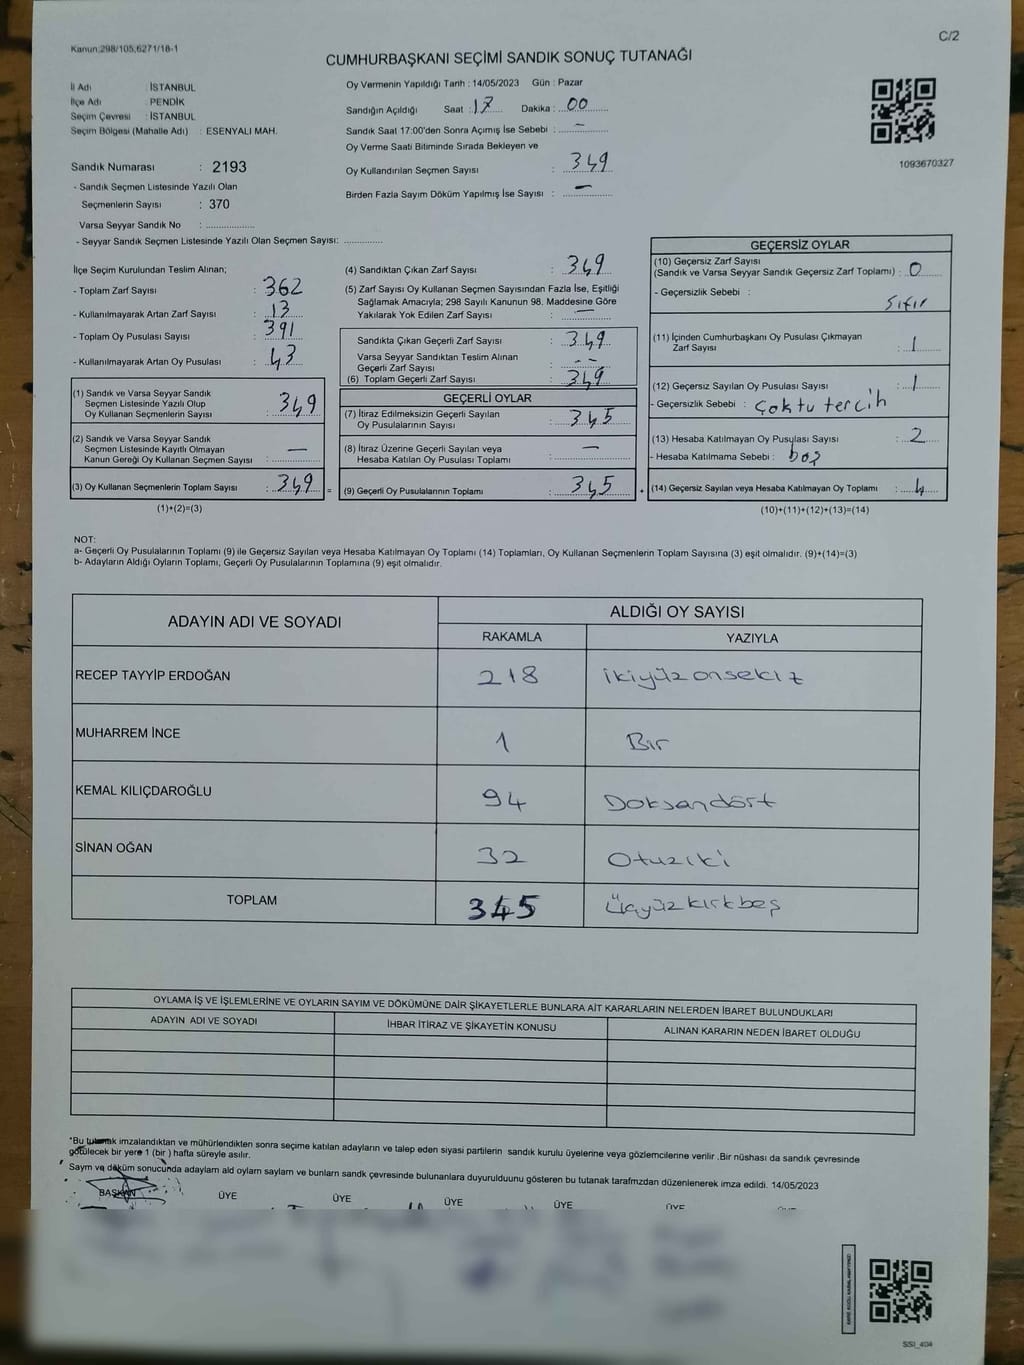 Kanun:298/105,6271/18-1
C/2
CUMHURBAŞKANI SEÇİMİ SANDIK SONUÇ TUTANAĞI
İl Adı : İSTANBUL
İlçe Adı : PENDİK
Seçim Çevresi : İSTANBUL
Seçim Bölgesi (Mahalle Adı) : ESENYALI MAH.
Sandık Numarası : 2193
- Sandık Seçmen Listesinde Yazılı Olan
Seçmenlerin Sayısı : 370
Varsa Seyyar Sandık No : ..............
- Seyyar Sandık Seçmen Listesinde Yazılı Olan Seçmen Sayısı: ............
Oy Vermenin Yapıldığı Tarih : 14/05/2023 Gün : Pazar
Sandığın Açıldığı Saat : 17 Dakika : 00
Sandık Saat 17:00'den Sonra Açımış İse Sebebi : -
Oy Verme Saati Bitiminde Sırada Bekleyen ve
Oy Kullandırılan Seçmen Sayısı : 349
Birden Fazla Sayım Döküm Yapılmış İse Sayısı : -
1093670327
İlçe Seçim Kurulundan Teslim Alınan;
- Toplam Zarf Sayısı : 362
- Kullanılmayarak Artan Zarf Sayısı : 13
- Toplam Oy Pusulası Sayısı : 391
- Kullanılmayarak Artan Oy Pusulası : 43
(1) Sandık ve Varsa Seyyar Sandık
Seçmen Listesinde Yazılı Olup
Oy Kullanan Seçmenlerin Sayısı : 349
(2) Sandık ve Varsa Seyyar Sandık
Seçmen Listesinde Kayıtlı Olmayan
Kanun Gereği Oy Kullanan Seçmen Sayısı : -
(3) Oy Kullanan Seçmenlerin Toplam Sayısı : 349 =
(1)+(2)=(3)
(4) Sandıktan Çıkan Zarf Sayısı : 349
(5) Zarf Sayısı Oy Kullanan Seçmen Sayısından Fazla İse, Eşitliği
Sağlamak Amacıyla; 298 Sayılı Kanunun 98. Maddesine Göre
Yakılarak Yok Edilen Zarf Sayısı : -
Sandıkta Çıkan Geçerli Zarf Sayısı : 349
Varsa Seyyar Sandıktan Teslim Alınan
Geçerli Zarf Sayısı : - -
(6) Toplam Geçerli Zarf Sayısı : 349
GEÇERLİ OYLAR
(7) İtiraz Edilmeksizin Geçerli Sayılan
Oy Pusulalarının Sayısı : 345
(8) İtiraz Üzerine Geçerli Sayılan veya
Hesaba Katılan Oy Pusulası Toplamı : -
(9) Geçerli Oy Pusulalarının Toplamı : 345 +
GEÇERSİZ OYLAR
(10) Geçersiz Zarf Sayısı
(Sandık ve Varsa Seyyar Sandık Geçersiz Zarf Toplamı) : 0
- Geçersizlik Sebebi : Sıfır
(11) İçinden Cumhurbaşkanı Oy Pusulası Çıkmayan
Zarf Sayısı : 1
(12) Geçersiz Sayılan Oy Pusulası Sayısı : 1
- Geçersizlik Sebebi : Çoktu tercih
(13) Hesaba Katılmayan Oy Pusulası Sayısı : 2
- Hesaba Katılmama Sebebi : boş
(14) Geçersiz Sayılan veya Hesaba Katılmayan Oy Toplamı : 4
(10)+(11)+(12)+(13)=(14)
NOT:
a- Geçerli Oy Pusulalarının Toplamı (9) ile Geçersiz Sayılan veya Hesaba Katılmayan Oy Toplamı (14) Toplamları, Oy Kullanan Seçmenlerin Toplam Sayısına (3) eşit olmalıdır. (9)+(14)=(3)
b- Adayların Aldığı Oyların Toplamı, Geçerli Oy Pusulalarının Toplamına (9) eşit olmalıdır.
ADAYIN ADI VE SOYADI ALDIĞI OY SAYISI
RAKAMLA YAZIYLA
RECEP TAYYİP ERDOĞAN 218 ikiyüzonsekiz
MUHARREM İNCE 1 Bir
KEMAL KILIÇDAROĞLU 94 Doksandört
SİNAN OĞAN 32 Otuziki
TOPLAM 345 Üçyüzkırkbeş
OYLAMA İŞ VE İŞLEMLERİNE VE OYLARIN SAYIM VE DÖKÜMÜNE DAİR ŞİKAYETLERLE BUNLARA AİT KARARLARIN NELERDEN İBARET BULUNDUKLARI
ADAYIN ADI VE SOYADI İHBAR İTİRAZ VE ŞİKAYETİN KONUSU ALINAN KARARIN NEDEN İBARET OLDUĞU
*Bu tutanak imzalandıktan ve mühürlendikten sonra seçime katılan adayların ve talep eden siyasi partilerin sandık kurulu üyelerine veya gözlemcilerine verilir .Bir nüshası da sandık çevresinde
götülecek bir yere 1 (bir ) hafta süreyle asılır.
Sayım ve döküm sonucunda adaylam ald oylam saylam ve bunların sandk çevresinde bulunanlara duyurulduunu gösteren bu tutanak tarafmzdan düzenlenerek imza edildi. 14/05/2023
BAŞKAN ÜYE ÜYE ÜYE ÜYE ÜYE
SSI_404